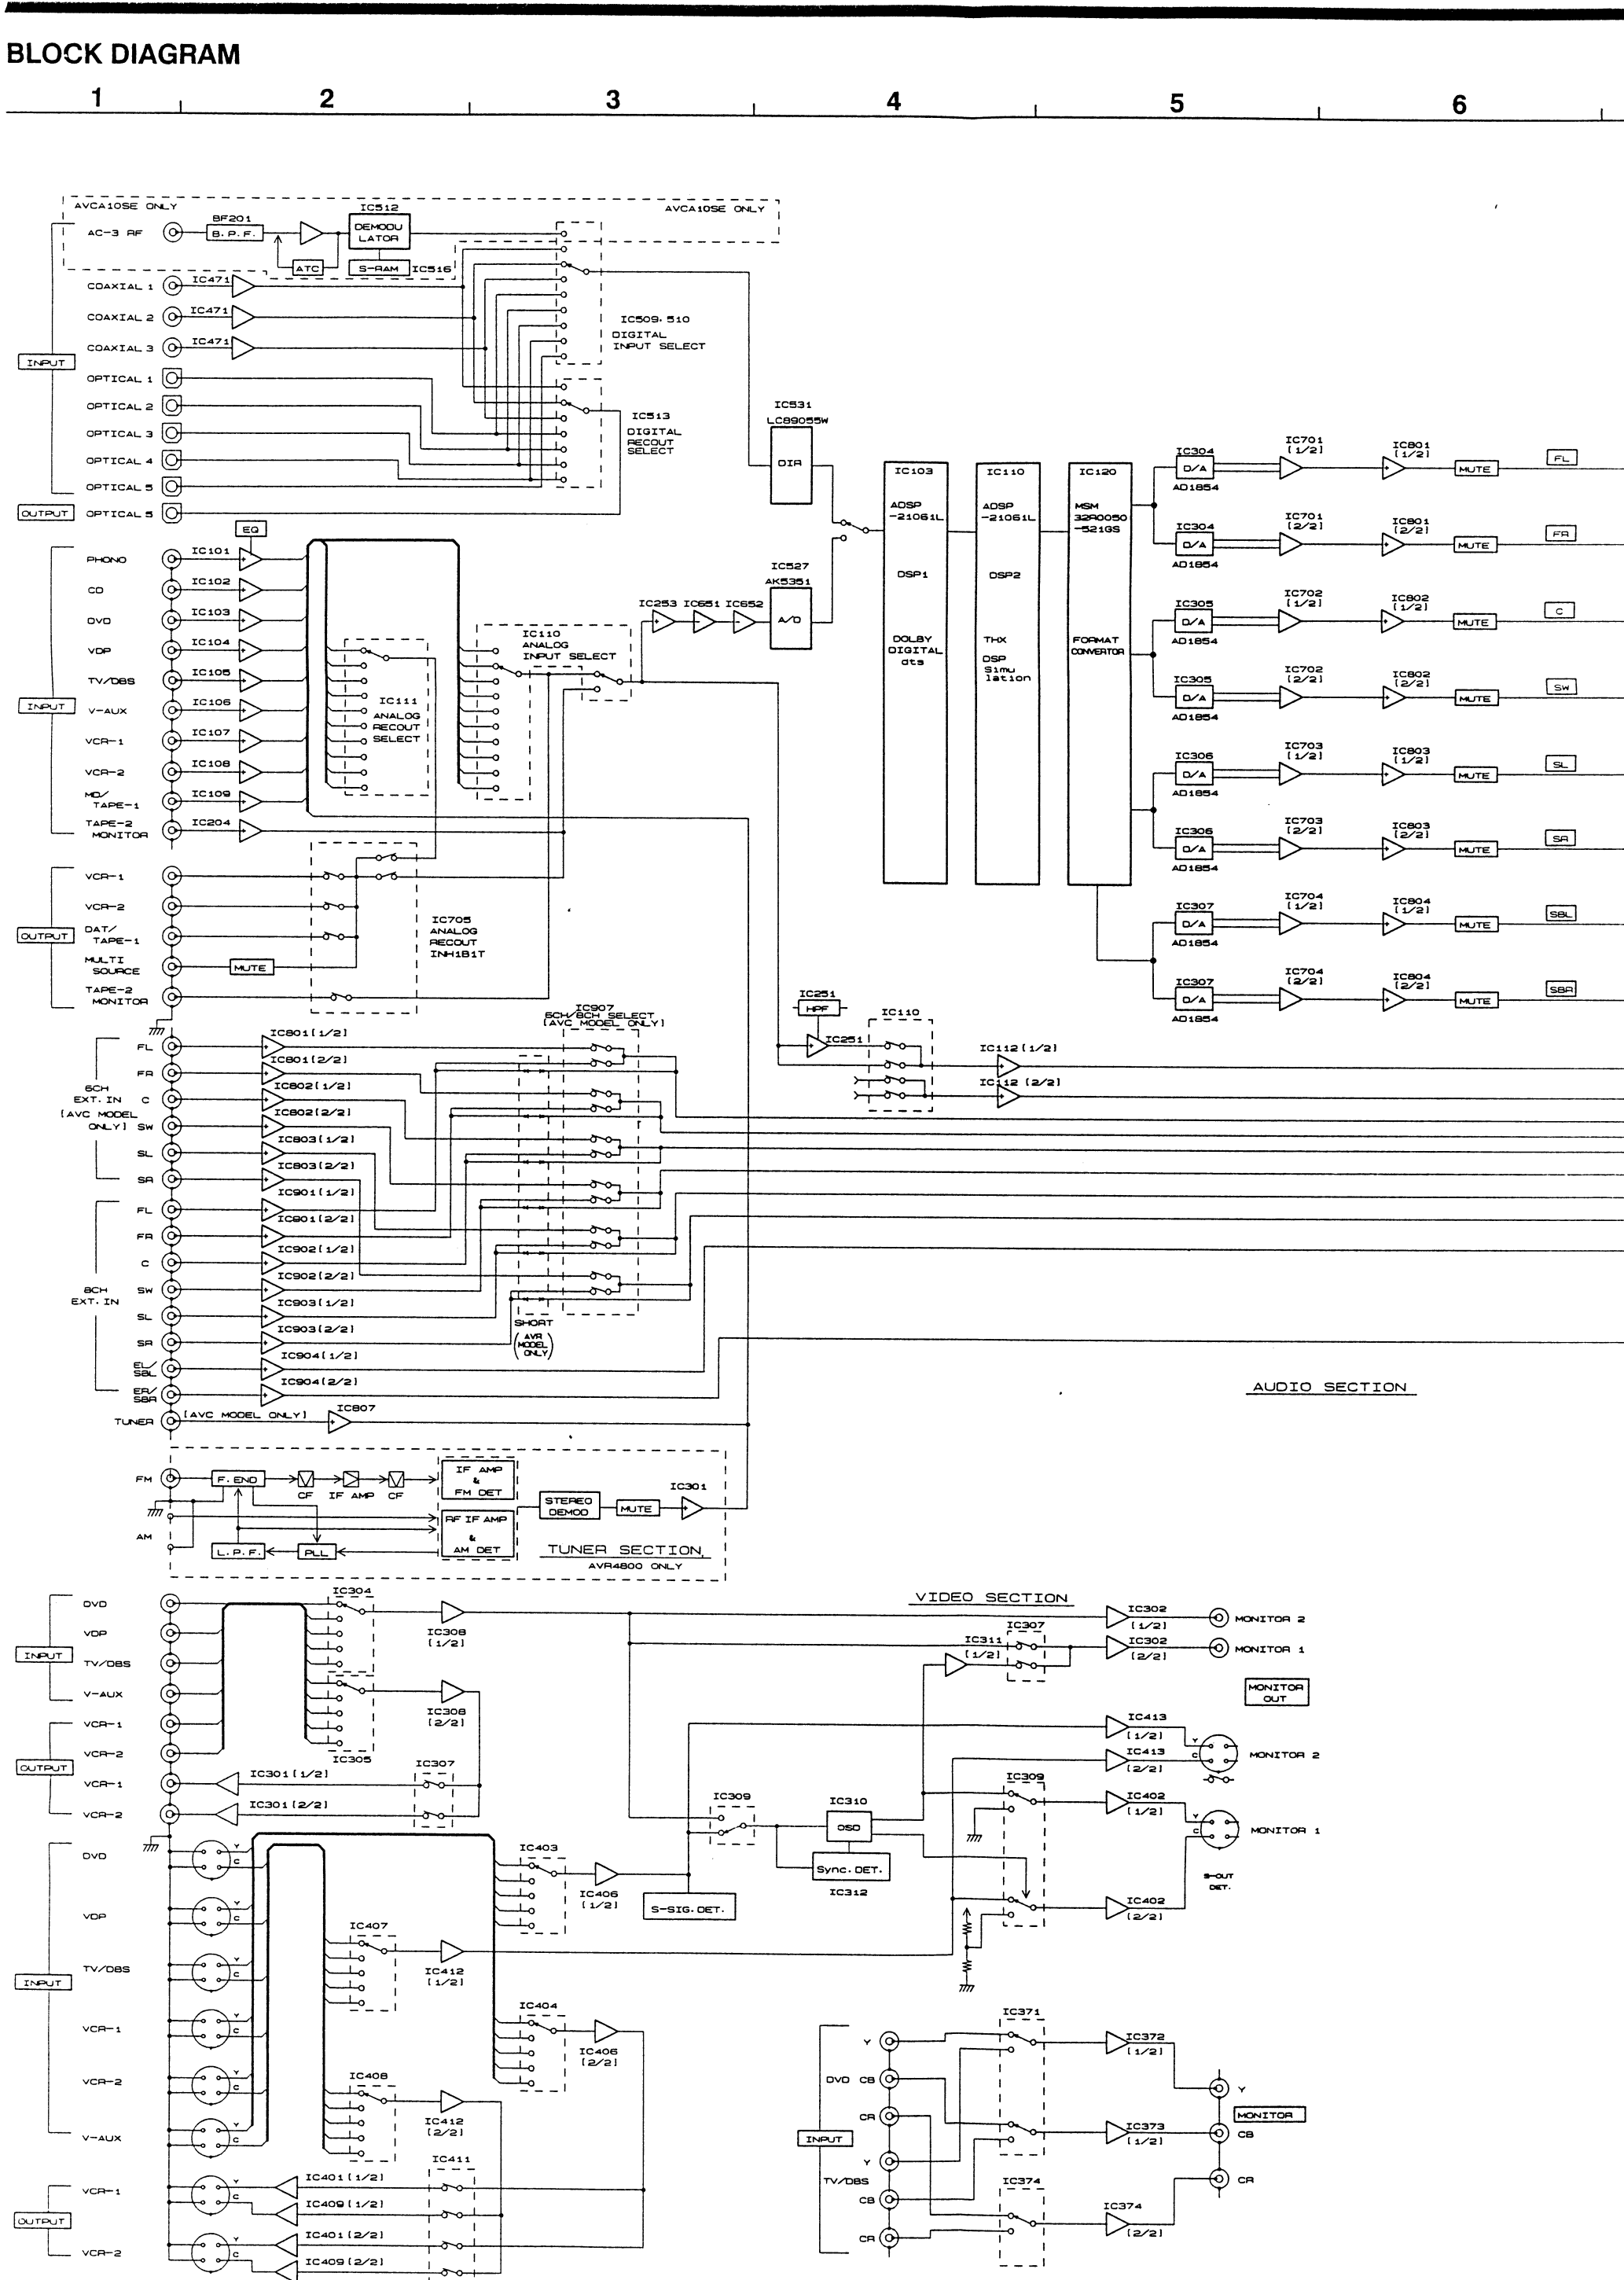 BLOCK DIAGRAM
1 2 3 4 5 6
AVCA10SE ONLY
AVCA10SE ONLY
AC-3 RF
BF201
B.P.F.
ATC
IC512
DEMODU
LATOR
S-RAM
IC516
COAXIAL 1
IC471
COAXIAL 2
IC471
COAXIAL 3
IC471
INPUT
OPTICAL 1
OPTICAL 2
OPTICAL 3
OPTICAL 4
OPTICAL 5
OUTPUT
OPTICAL 5
IC509.510
DIGITAL
INPUT SELECT
IC513
DIGITAL
RECOUT
SELECT
IC531
LC89055W
DIR
EQ
PHONO
IC101
CD
IC102
DVD
IC103
VDP
IC104
TV/DBS
IC105
INPUT
V-AUX
IC106
VCR-1
IC107
VCR-2
IC108
MD/
TAPE-1
IC109
TAPE-2
MONITOR
IC204
IC111
ANALOG
RECOUT
SELECT
IC110
ANALOG
INPUT SELECT
IC253
IC651
IC652
IC527
AK5351
A/D
IC103
ADSP
-21061L
DSP1
DOLBY
DIGITAL
dts
IC110
ADSP
-21061L
DSP2
THX
DSP
Simu
lation
IC120
MSM
32R0050
-521GS
FORMAT
CONVERTOR
IC304
D/A
AD1854
IC701
[1/2]
IC801
[1/2]
MUTE
FL
IC304
D/A
AD1854
IC701
[2/2]
IC801
[2/2]
MUTE
FR
IC305
D/A
AD1854
IC702
[1/2]
IC802
[1/2]
MUTE
C
IC305
D/A
AD1854
IC702
[2/2]
IC802
[2/2]
MUTE
SW
IC306
D/A
AD1854
IC703
[1/2]
IC803
[1/2]
MUTE
SL
IC306
D/A
AD1854
IC703
[2/2]
IC803
[2/2]
MUTE
SR
IC307
D/A
AD1854
IC704
[1/2]
IC804
[1/2]
MUTE
SBL
IC307
D/A
AD1854
IC704
[2/2]
IC804
[2/2]
MUTE
SBR
OUTPUT
VCR-1
VCR-2
DAT/
TAPE-1
MULTI
SOURCE
MUTE
TAPE-2
MONITOR
IC705
ANALOG
RECOUT
INH1B1T
IC907
6CH/8CH SELECT
[AVC MODEL ONLY]
IC251
HPF
IC251
IC110
IC112[1/2]
IC112 [2/2]
6CH
EXT.IN
[AVC MODEL
ONLY]
FL
IC801[1/2]
FR
IC801[2/2]
C
IC802[1/2]
SW
IC802[2/2]
SL
IC803[1/2]
SR
IC803[2/2]
8CH
EXT.IN
FL
IC901[1/2]
FR
IC801[2/2]
C
IC902[1/2]
SW
IC902[2/2]
SL
IC903[1/2]
SR
IC903[2/2]
EL/
SBL
IC904[1/2]
ER/
SBR
IC904[2/2]
SHORT
(AVR
MODEL
ONLY)
TUNER
[AVC MODEL ONLY]
IC807
AUDIO SECTION
FM
AM
F.END
CF
IF AMP
CF
IF AMP
&
FM DET
RF IF AMP
&
AM DET
L.P.F.
PLL
STEREO
DEMOD
MUTE
IC301
TUNER SECTION
AVR4800 ONLY
VIDEO SECTION
INPUT
DVD
VDP
TV/DBS
V-AUX
VCR-1
VCR-2
OUTPUT
VCR-1
IC301[1/2]
VCR-2
IC301[2/2]
IC304
IC305
IC308
[1/2]
IC308
[2/2]
IC307
IC311
[1/2]
IC307
IC302
[1/2]
MONITOR 2
IC302
[2/2]
MONITOR 1
MONITOR
OUT
IC413
[1/2]
IC413
[2/2]
Y
C
MONITOR 2
IC309
IC310
OSD
Sync.DET.
IC312
IC309
IC402
[1/2]
IC402
[2/2]
Y
C
MONITOR 1
S-OUT
DET.
INPUT
DVD
Y
C
VDP
Y
C
TV/DBS
Y
C
VCR-1
Y
C
VCR-2
Y
C
V-AUX
Y
C
IC403
IC406
[1/2]
S-SIG.DET.
IC407
IC412
[1/2]
IC404
IC406
[2/2]
IC408
IC412
[2/2]
IC411
OUTPUT
VCR-1
Y
C
IC401[1/2]
IC409[1/2]
VCR-2
Y
C
IC401[2/2]
IC409[2/2]
INPUT
DVD
Y
CB
CR
TV/DBS
Y
CB
CR
IC371
IC374
IC372
[1/2]
IC373
[1/2]
IC374
[2/2]
Y
MONITOR
CB
CR